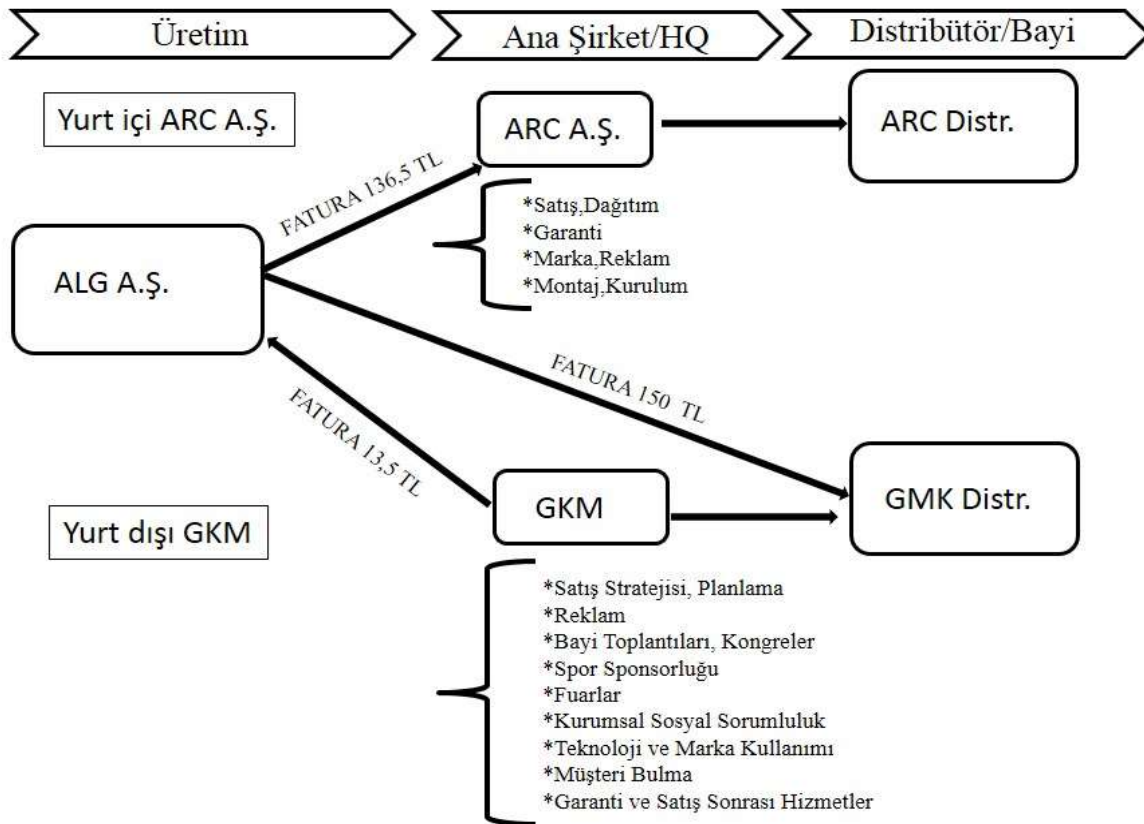 Üretim
Ana Şirket/HQ
Distribütör/Bayi
Yurt içi ARC A.Ş.
ARC A.Ş.
ARC Distr.
FATURA 136,5 TL
*Satış,Dağıtım
*Garanti
*Marka,Reklam
*Montaj,Kurulum
ALG A.Ş.
FATURA 150 TL
FATURA 13,5 TL
GKM
GMK Distr.
Yurt dışı GKM
*Satış Stratejisi, Planlama
*Reklam
*Bayi Toplantıları, Kongreler
*Spor Sponsorluğu
*Fuarlar
*Kurumsal Sosyal Sorumluluk
*Teknoloji ve Marka Kullanımı
*Müşteri Bulma
*Garanti ve Satış Sonrası Hizmetler